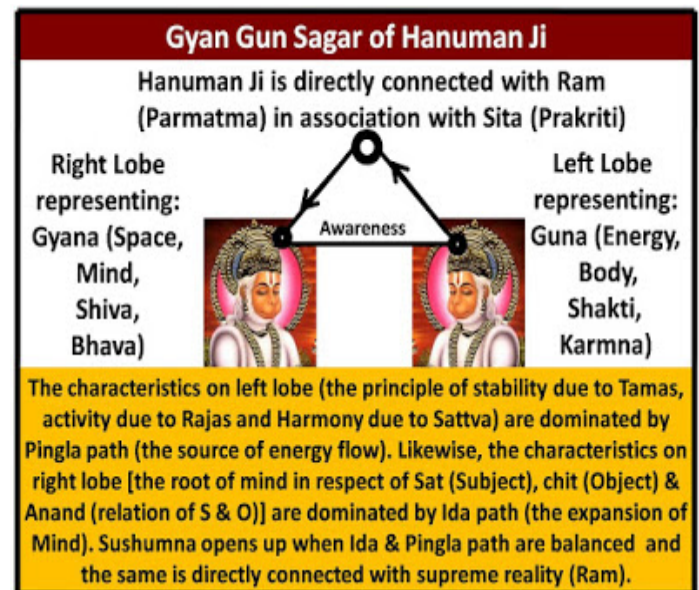 Gyan Gun Sagar of Hanuman Ji
Hanuman Ji is directly connected with Ram
(Parmatma) in association with Sita (Prakriti)
Right Lobe
representing:
Gyana (Space,
Mind,
Shiva,
Bhava)
Awareness
Left Lobe
representing:
Guna (Energy,
Body,
Shakti,
Karmna)
The characteristics on left lobe (the principle of stability due to Tamas,
activity due to Rajas and Harmony due to Sattva) are dominated by
Pingla path (the source of energy flow). Likewise, the characteristics on
right lobe [the root of mind in respect of Sat (Subject), chit (Object) &
Anand (relation of S & O)] are dominated by Ida path (the expansion of
Mind). Sushumna opens up when Ida & Pingla path are balanced and
the same is directly connected with supreme reality (Ram).